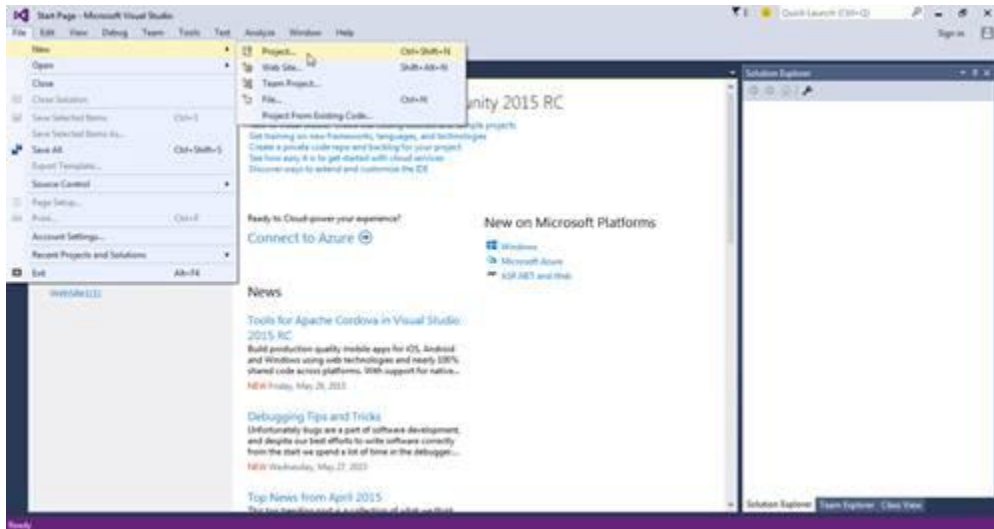 Start Page - Microsoft Visual Studio
Quick Launch (Ctrl+Q)
File Edit View Debug Team Tools Test Analyze Window Help
Sign in
New
Open
Close
Close Solution
Save Selected Items Ctrl+S
Save Selected Items As...
Save All Ctrl+Shift+S
Export Template...
Source Control
Page Setup...
Print... Ctrl+P
Account Settings...
Recent Projects and Solutions
Exit Alt+F4
Project... Ctrl+Shift+N
Web Site... Shift+Alt+N
Team Project...
File... Ctrl+N
Project From Existing Code...
WebSite1(1)
unity 2015 RC
Get training on new frameworks, languages, and technologies
Create a private code repo and backlog for your project
See how easy it is to get started with cloud services
Discover ways to extend and customize the IDE
Ready to Cloud-power your experience?
Connect to Azure
New on Microsoft Platforms
Windows
Microsoft Azure
ASP.NET and Web
News
Tools for Apache Cordova in Visual Studio
2015 RC
Build production quality mobile apps for iOS, Android
and Windows using web technologies and nearly 100%
shared code across platforms. With support for native...
NEW Friday, May 29, 2015
Debugging Tips and Tricks
Unfortunately bugs are a part of software development,
and despite our best efforts to write software correctly
from the start we spend a lot of time in the debugger....
NEW Wednesday, May 27, 2015
Top News from April 2015
Solution Explorer
Solution Explorer Team Explorer Class View
Ready